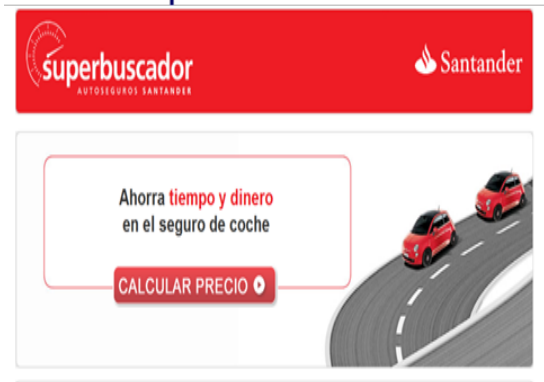 superbuscador
AUTOSEGUROS SANTANDER
Santander
Ahorra tiempo y dinero
en el seguro de coche
CALCULAR PRECIO